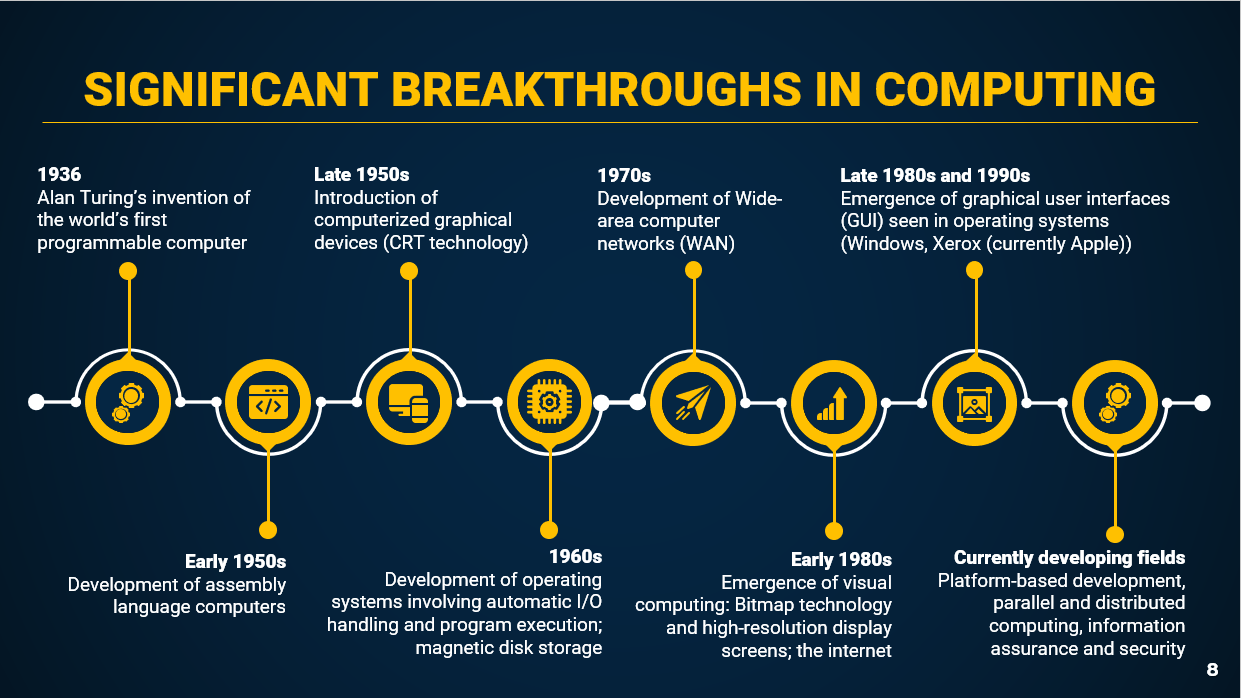 SIGNIFICANT BREAKTHROUGHS IN COMPUTING
1936
Alan Turing’s invention of
the world’s first
programmable computer
Late 1950s
Introduction of
computerized graphical
devices (CRT technology)
1970s
Development of Wide-
area computer
networks (WAN)
Late 1980s and 1990s
Emergence of graphical user interfaces
(GUI) seen in operating systems
(Windows, Xerox (currently Apple))
</>
Early 1950s
Development of assembly
language computers
1960s
Development of operating
systems involving automatic I/O
handling and program execution;
magnetic disk storage
Early 1980s
Emergence of visual
computing: Bitmap technology
and high-resolution display
screens; the internet
Currently developing fields
Platform-based development,
parallel and distributed
computing, information
assurance and security
8